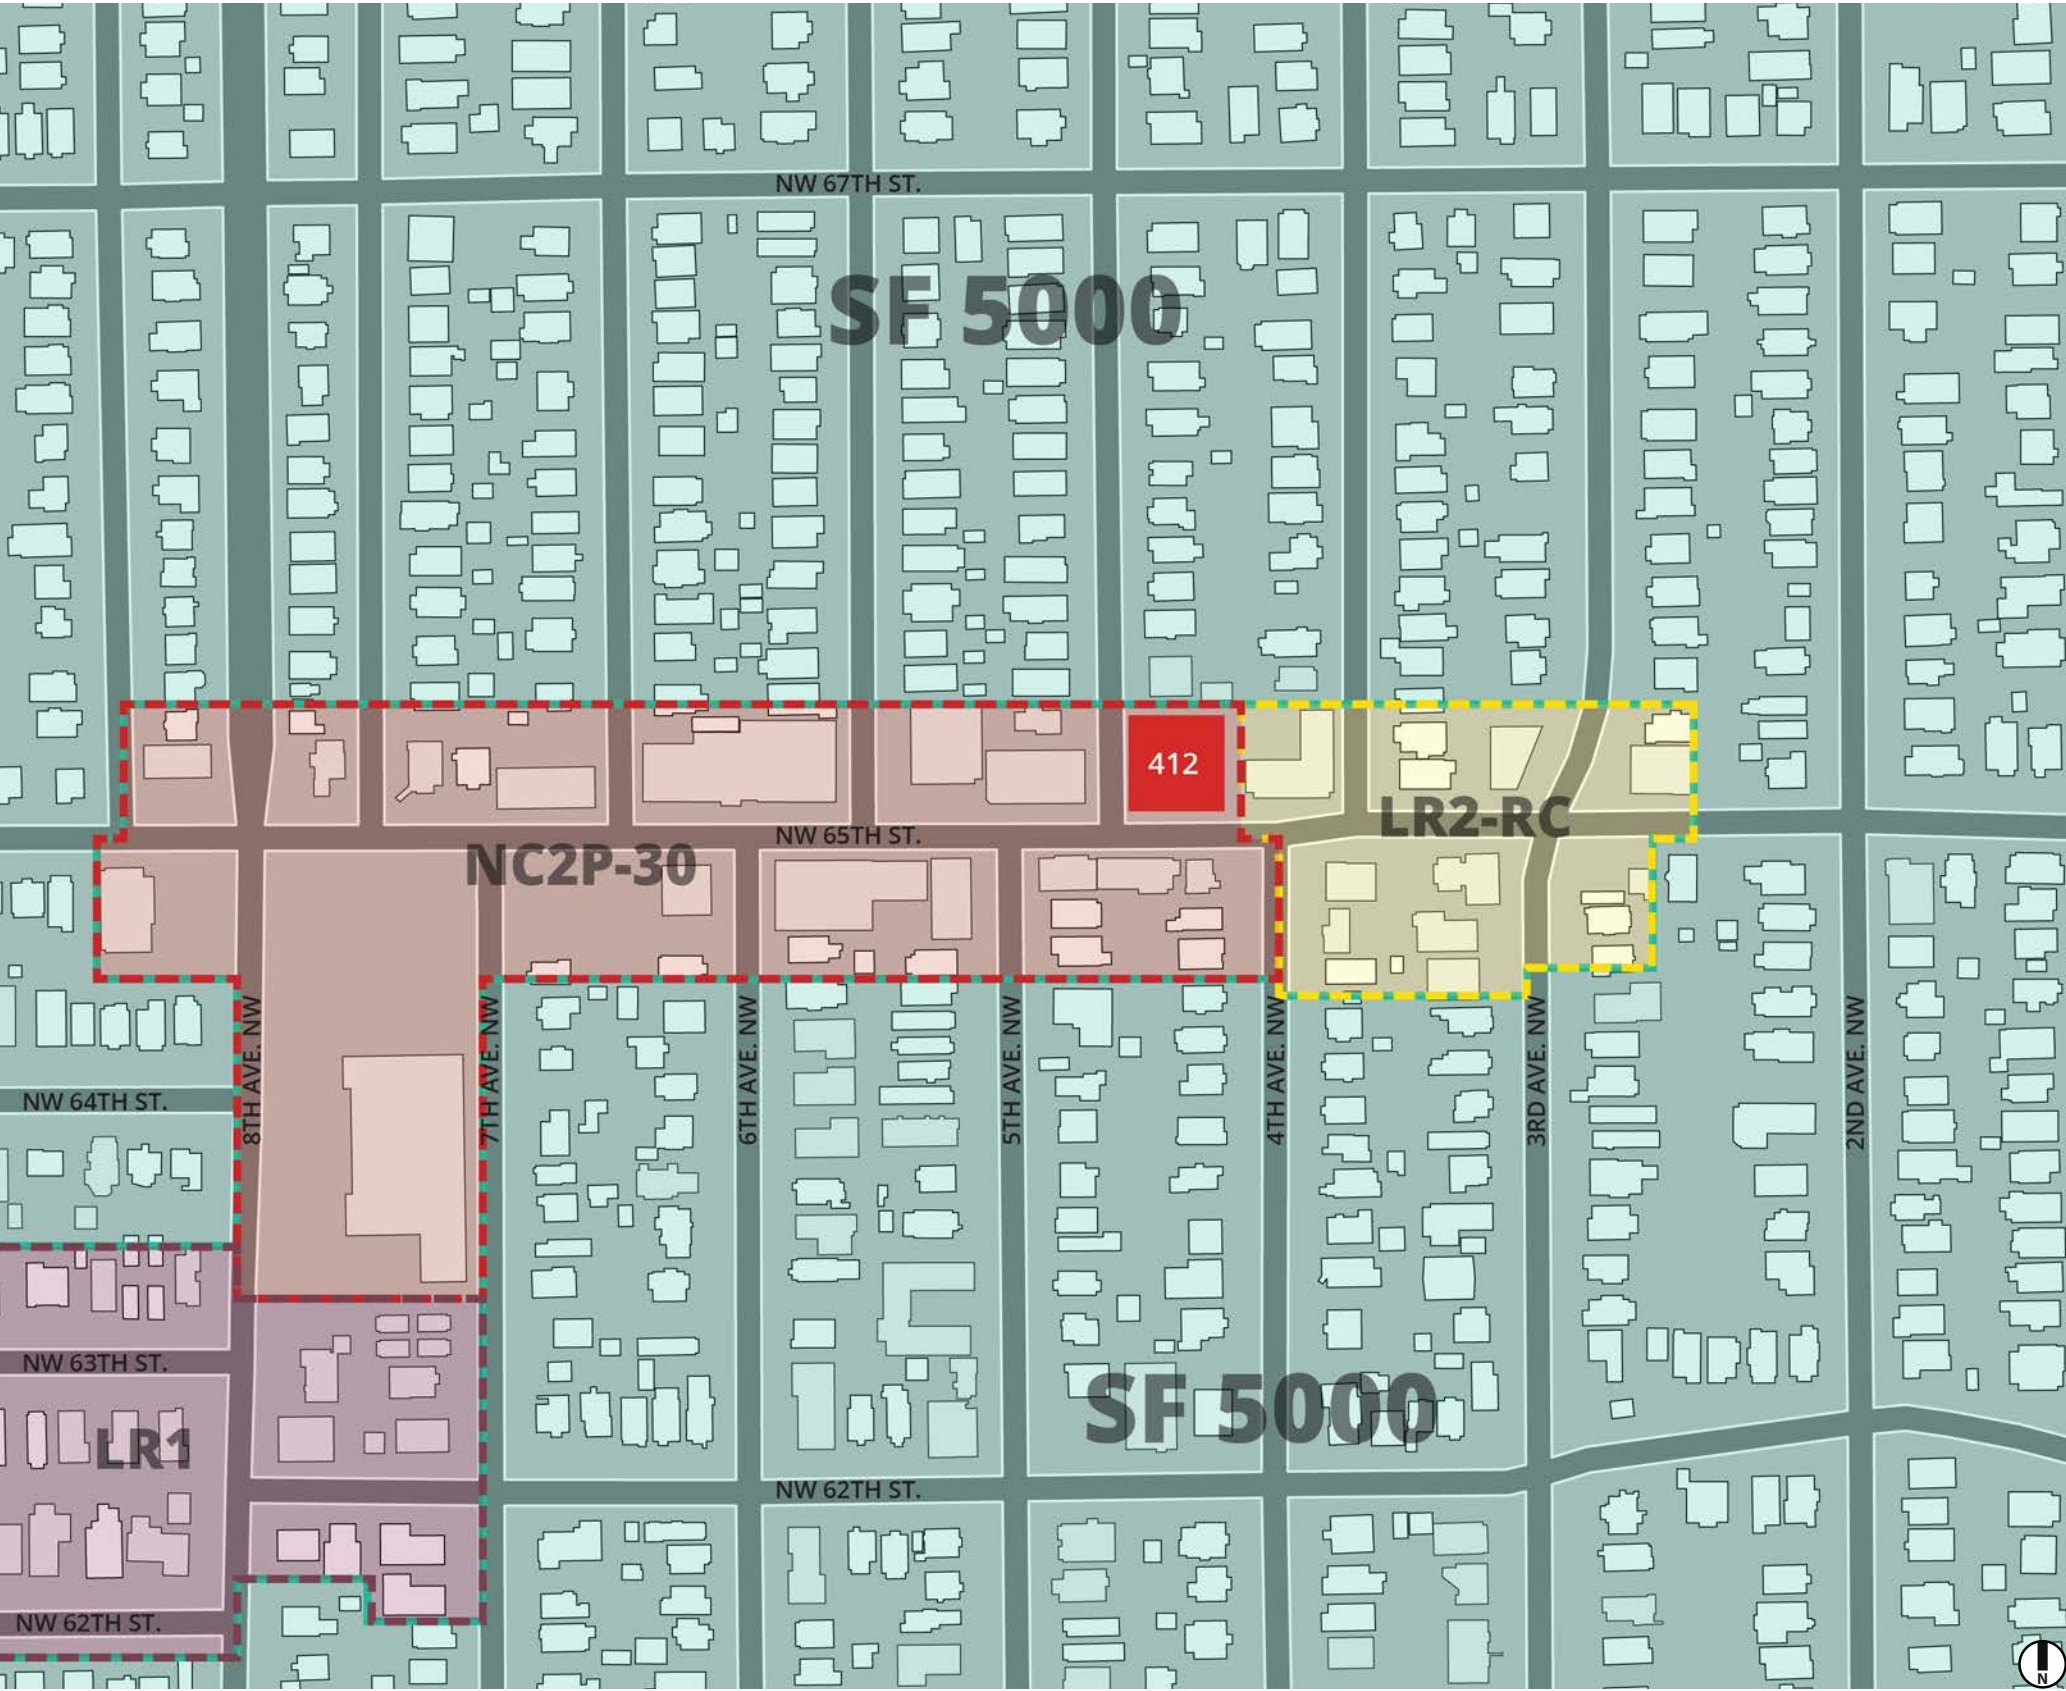 NW 67TH ST.
SF 5000
412
LR2-RC
NW 65TH ST.
NC2P-30
8TH AVE. NW
7TH AVE. NW
6TH AVE. NW
5TH AVE. NW
4TH AVE. NW
3RD AVE. NW
2ND AVE. NW
NW 64TH ST.
NW 63TH ST.
SF 5000
LR1
NW 62TH ST.
NW 62TH ST.
N